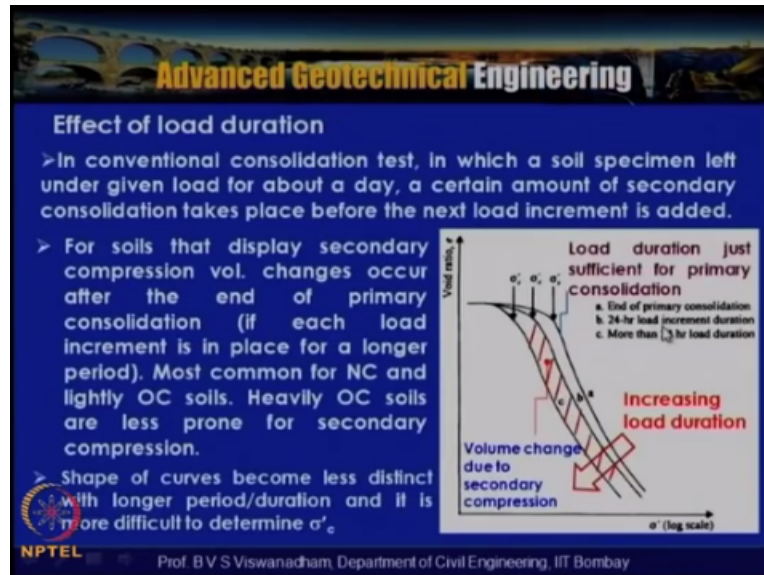 Advanced Geotechnical Engineering
Effect of load duration
➢In conventional consolidation test, in which a soil specimen left
under given load for about a day, a certain amount of secondary
consolidation takes place before the next load increment is added.
➢ For soils that display secondary
compression vol. changes occur
after the end of primary
consolidation (if each load
increment is in place for a longer
period). Most common for NC and
lightly OC soils. Heavily OC soils
are less prone for secondary
compression.
➢ Shape of curves become less distinct
with longer period/duration and it is
more difficult to determine σ'c
Void ratio, e
σ'c σ'c σ'c
Load duration just
sufficient for primary
consolidation
a. End of primary consolidation
b. 24-hr load increment duration
c. More than hr load duration
c b a
Increasing
load duration
Volume change
due to
secondary
compression
σ' (log scale)
NPTEL
Prof. B V S Viswanadham, Department of Civil Engineering, IIT Bombay